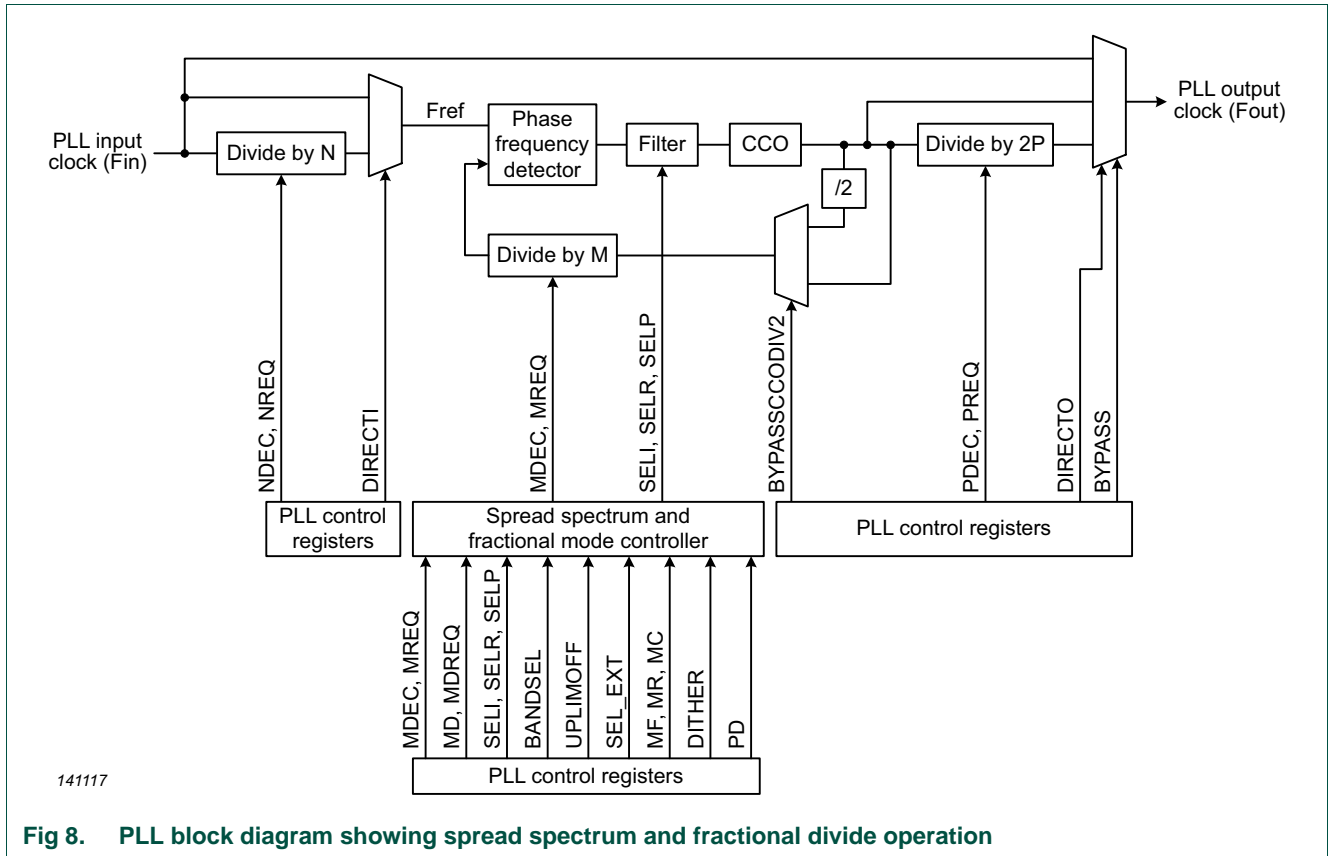 PLL input
clock (Fin)
Divide by N
Fref
Phase
frequency
detector
Filter
CCO
Divide by 2P
PLL output
clock (Fout)
/2
Divide by M
NDEC, NREQ
DIRECTI
MDEC, MREQ
SELI, SELR, SELP
BYPASSCCODIV2
PDEC, PREQ
DIRECTO
BYPASS
PLL control
registers
Spread spectrum and
fractional mode controller
PLL control registers
MDEC, MREQ
MD, MDREQ
SELI, SELR, SELP
BANDSEL
UPLIMOFF
SEL_EXT
MF, MR, MC
DITHER
PD
PLL control registers
141117
Fig 8. PLL block diagram showing spread spectrum and fractional divide operation